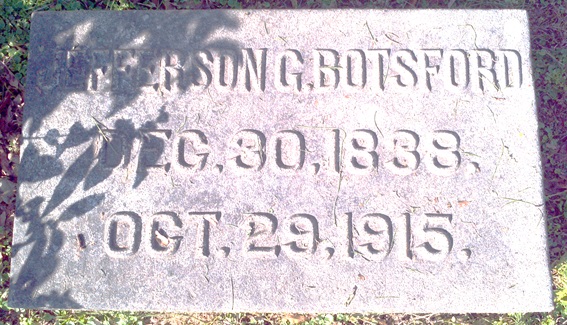 JEFFERSON G. BOTSFORD
DEC. 30, 1838.
OCT. 29, 1915.